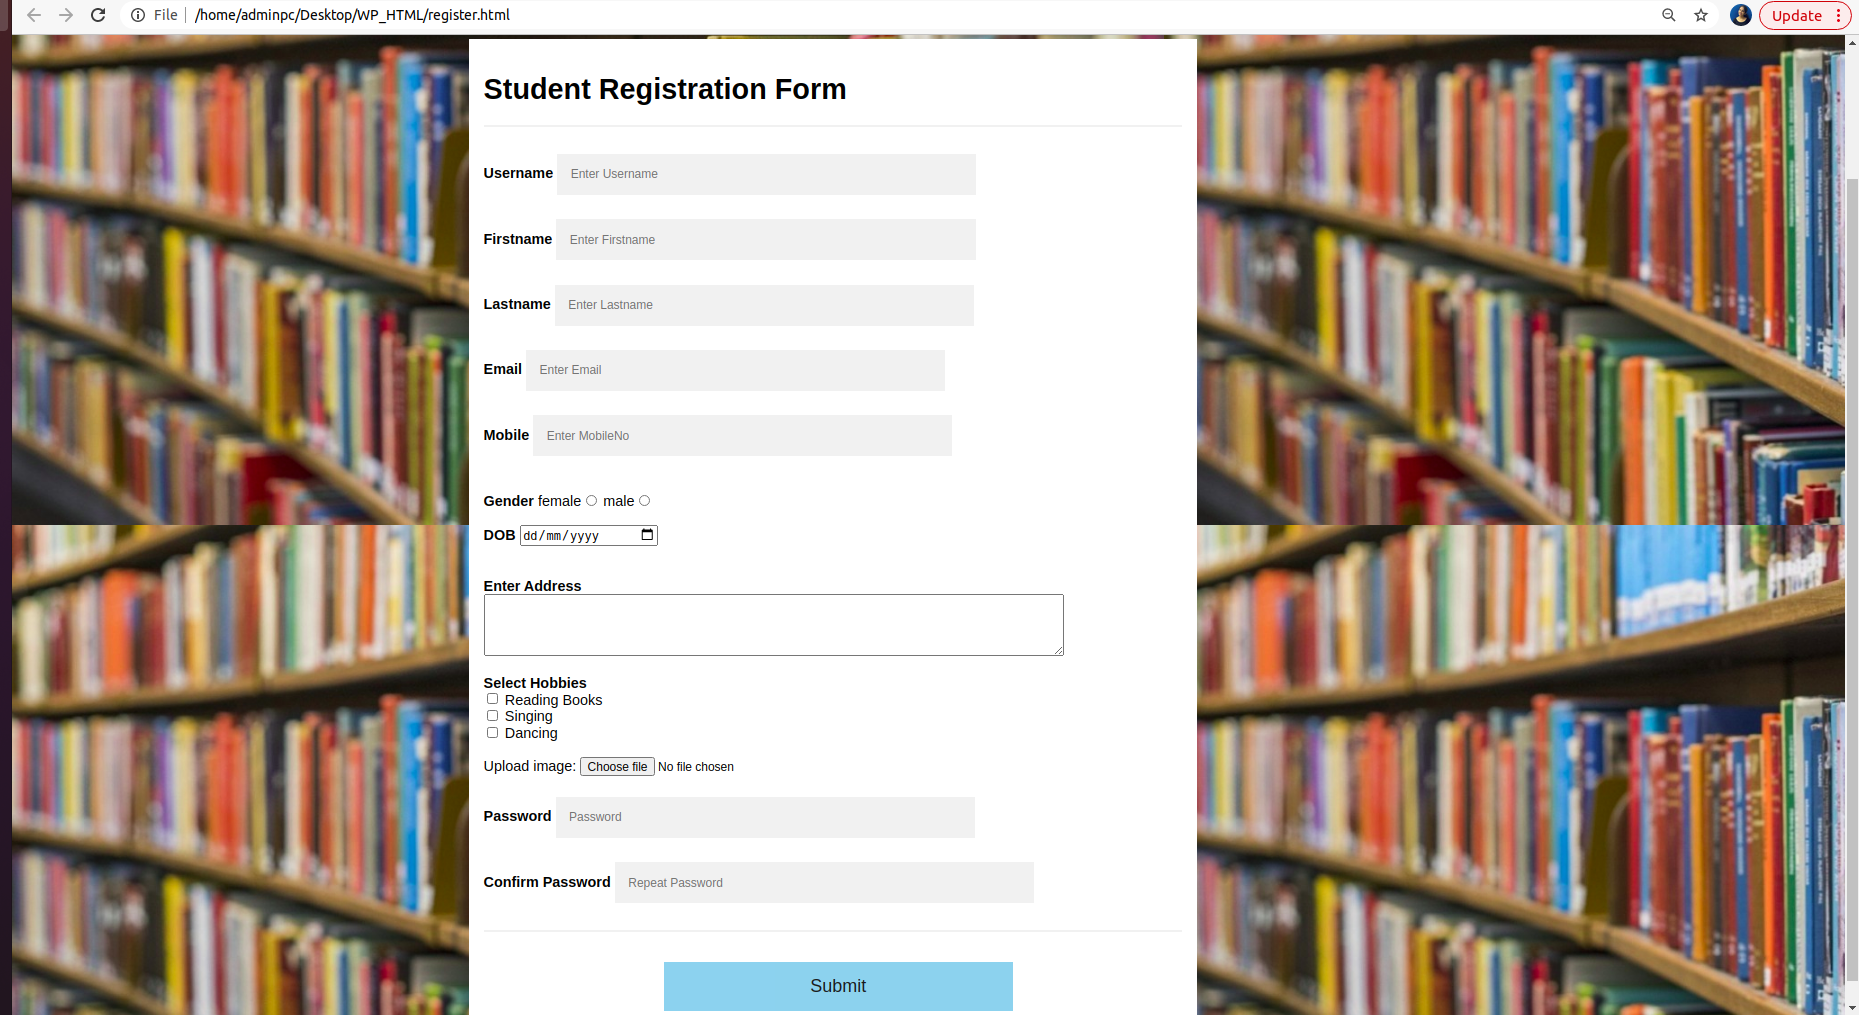 File /home/adminpc/Desktop/WP_HTML/register.html Update
Student Registration Form
Username Enter Username
Firstname Enter Firstname
Lastname Enter Lastname
Email Enter Email
Mobile Enter MobileNo
Gender female male
DOB dd/mm/yyyy
Enter Address
Select Hobbies
Reading Books
Singing
Dancing
Upload image: Choose file No file chosen
Password Password
Confirm Password Repeat Password
Submit